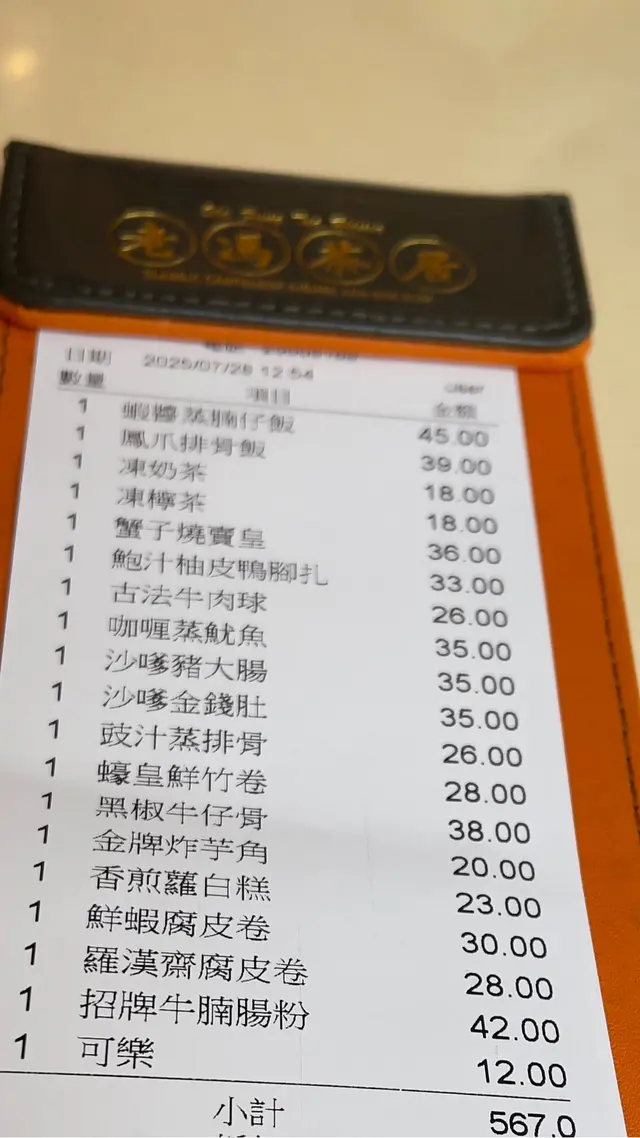 老馮茶居
日期 2025/07/28 12:54 User
數量 項目 金額
1 蝦醬蒸腩仔飯 45.00
1 鳳爪排骨飯 39.00
1 凍奶茶 18.00
1 凍檸茶 18.00
1 蟹子燒賣皇 36.00
1 鮑汁柚皮鴨腳扎 33.00
1 古法牛肉球 26.00
1 咖喱蒸魷魚 35.00
1 沙嗲豬大腸 35.00
1 沙嗲金錢肚 35.00
1 豉汁蒸排骨 26.00
1 蠔皇鮮竹卷 28.00
1 黑椒牛仔骨 38.00
1 金牌炸芋角 20.00
1 香煎蘿白糕 23.00
1 鮮蝦腐皮卷 30.00
1 羅漢齋腐皮卷 28.00
1 招牌牛腩腸粉 42.00
1 可樂 12.00
小計 567.0